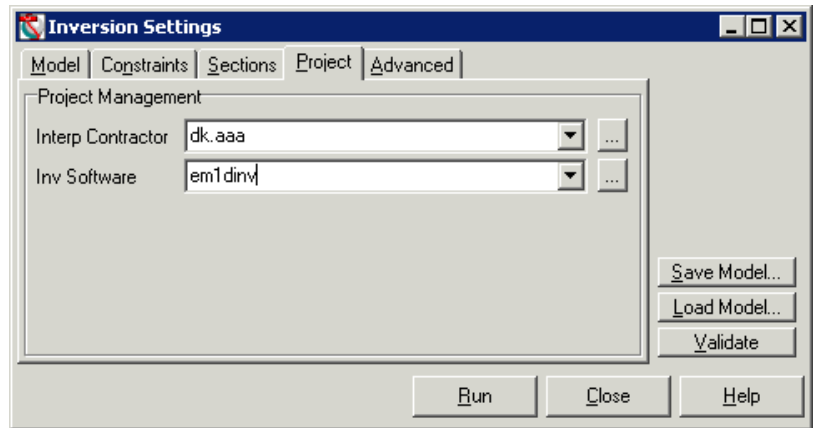 Inversion Settings
Model Constraints Sections Project Advanced
Project Management
Interp Contractor dk.aaa ...
Inv Software em1dinv ...
Save Model...
Load Model...
Validate
Run Close Help